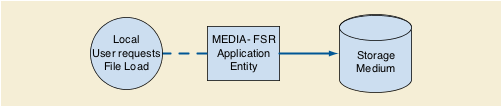 Local
User requests
File Load
MEDIA- FSR
Application
Entity
Storage
Medium